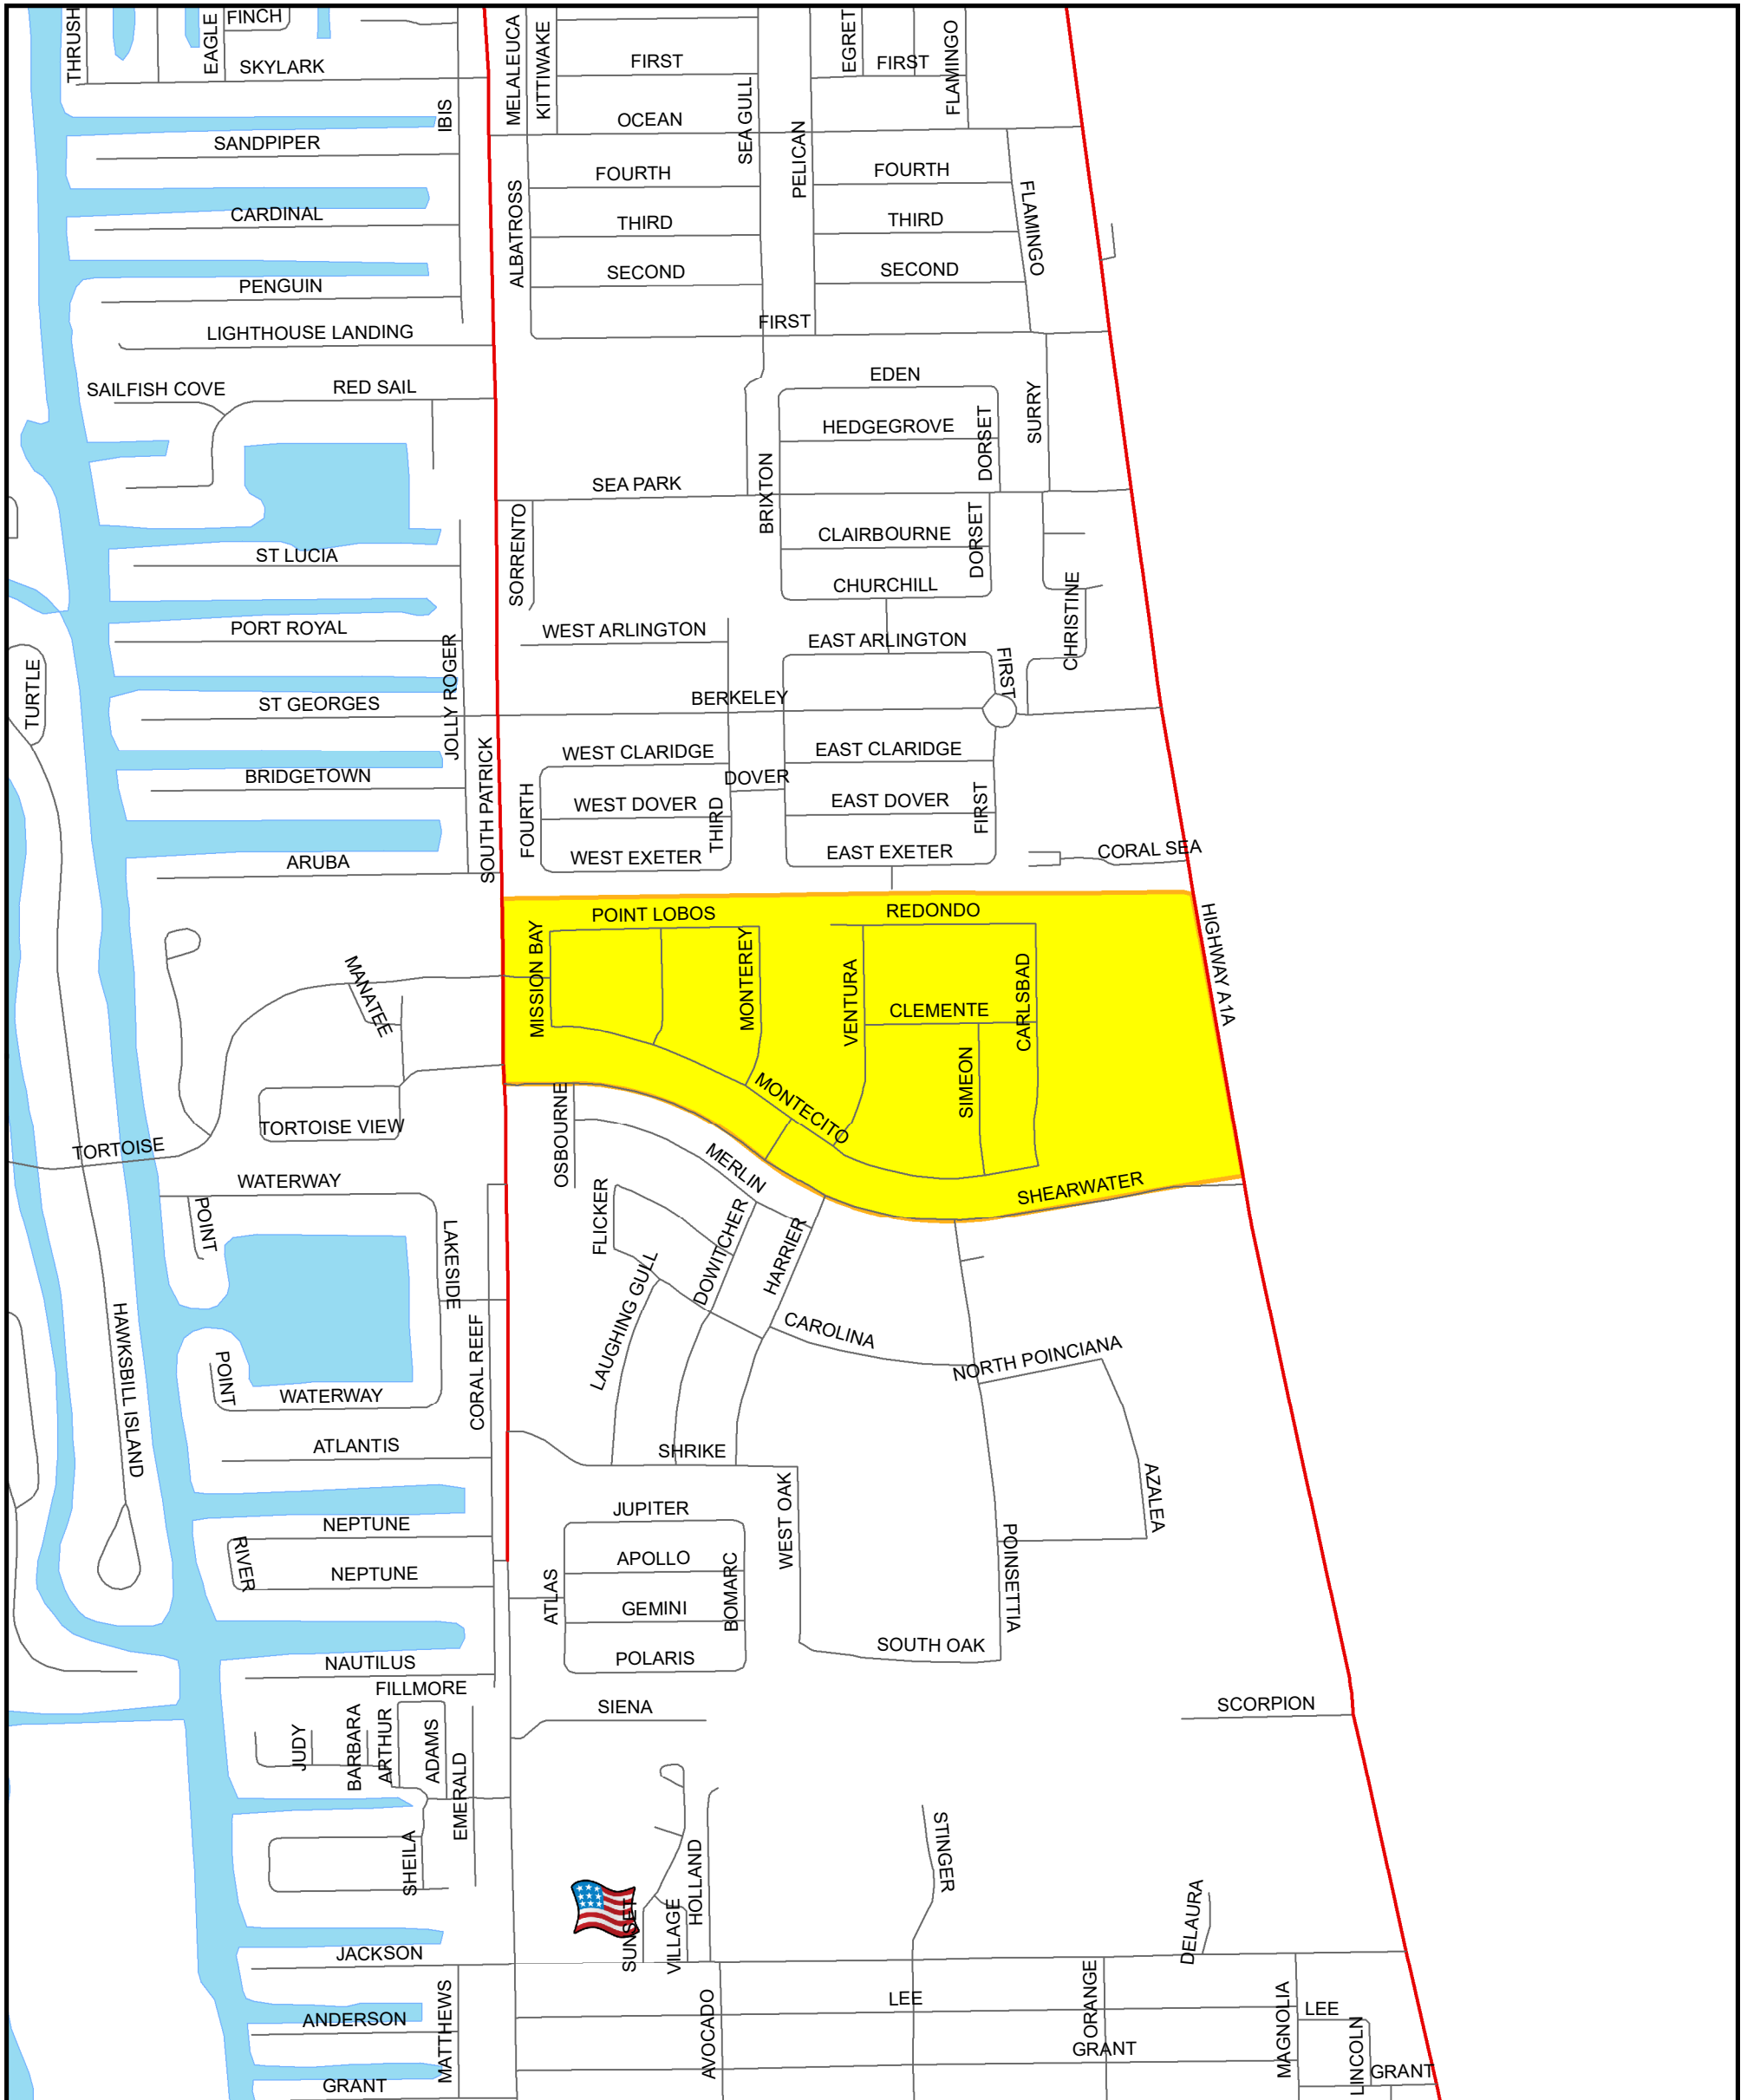 THRUSH
EAGLE
FINCH
SKYLARK
IBIS
MELALEUCA
KITTIWAKE
FIRST
SEA GULL
EGRET
FIRST
FLAMINGO
OCEAN
SANDPIPER
PELICAN
FOURTH
FOURTH
ALBATROSS
CARDINAL
THIRD
THIRD
FLAMINGO
SECOND
SECOND
PENGUIN
LIGHTHOUSE LANDING
FIRST
SAILFISH COVE
RED SAIL
EDEN
HEDGEGROVE
DORSET
SURRY
SEA PARK
BRIXTON
SORRENTO
CLAIRBOURNE
DORSET
ST LUCIA
CHURCHILL
CHRISTINE
PORT ROYAL
WEST ARLINGTON
EAST ARLINGTON
FIRST
TURTLE
JOLLY ROGER
ST GEORGES
BERKELEY
SOUTH PATRICK
WEST CLARIDGE
EAST CLARIDGE
BRIDGETOWN
DOVER
FOURTH
WEST DOVER
THIRD
EAST DOVER
FIRST
ARUBA
WEST EXETER
EAST EXETER
CORAL SEA
POINT LOBOS
REDONDO
HIGHWAY A1A
MISSION BAY
MONTEREY
VENTURA
CLEMENTE
CARLSBAD
MANATEE
SIMEON
MONTECITO
OSBOURNE
TORTOISE VIEW
TORTOISE
MERLIN
WATERWAY
SHEARWATER
POINT
LAKESIDE
FLICKER
DOWITCHER
HARRIER
LAUGHING GULL
HAWKSBILL ISLAND
CORAL REEF
CAROLINA
NORTH POINCIANA
POINT
WATERWAY
ATLANTIS
SHRIKE
WEST OAK
AZALEA
JUPITER
NEPTUNE
RIVER
APOLLO
BOMARC
POINSETTIA
NEPTUNE
ATLAS
GEMINI
SOUTH OAK
NAUTILUS
POLARIS
FILLMORE
SIENA
SCORPION
JUDY
BARBARA
ARTHUR
ADAMS
EMERALD
SHEILA
HOLLAND
STINGER
SUNSET
VILLAGE
DELAURA
JACKSON
MATTHEWS
AVOCADO
LEE
ORANGE
MAGNOLIA
LEE
ANDERSON
LINCOLN
GRANT
GRANT
GRANT